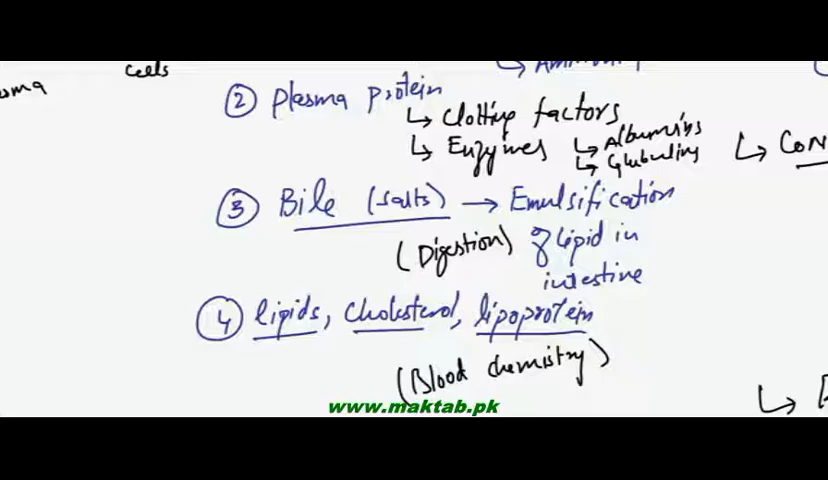 cells
② Plasma protein
↳ Clotting factors
↳ Enzymes ↳ Albumins
↳ Globulins
③ Bile (salts) → Emulsification
(Digestion) of lipid in
intestine
④ lipids, cholesterol, lipoprotein
(Blood chemistry)
www.maktab.pk